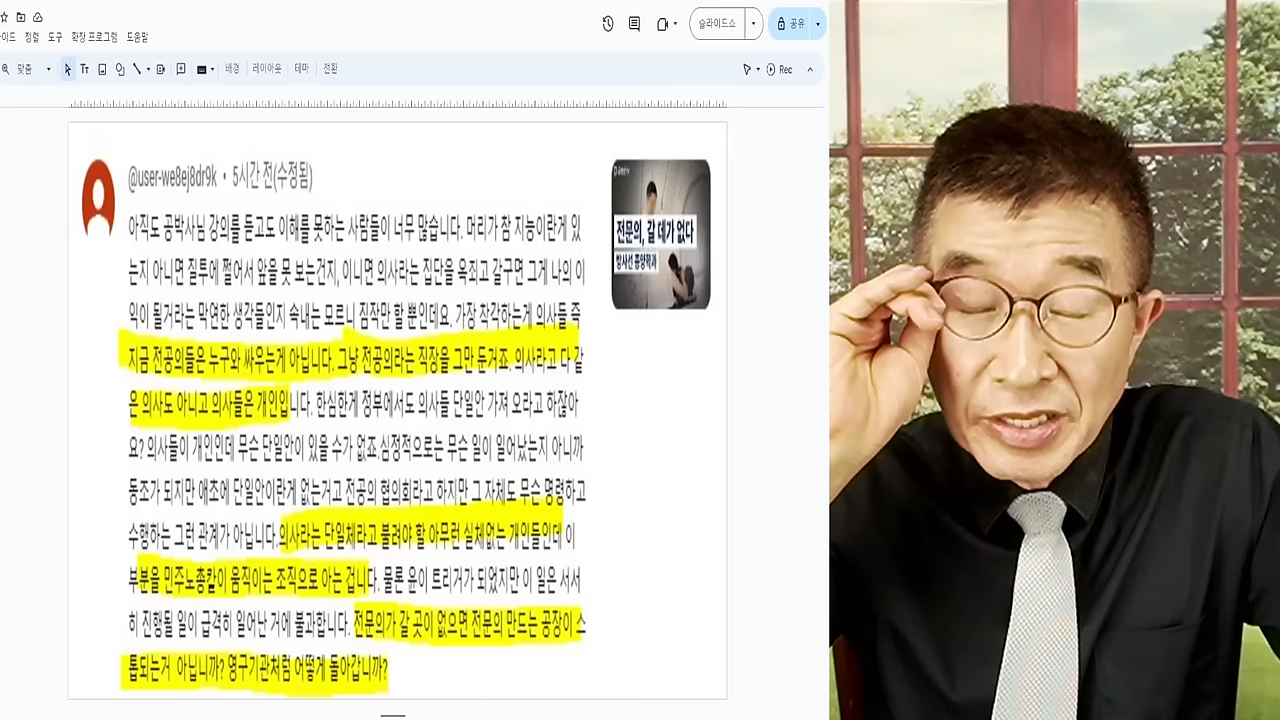 이드 정렬 도구 확장 프로그램 도움말
슬라이드쇼
공유
맞춤
배경 레이아웃 테마 전환
Rec
@user-we8ej8dr9k • 5시간 전(수정됨)
아직도 공박사님 강의를 듣고도 이해를 못하는 사람들이 너무 많습니다. 머리가 참 지능이란게 있
는지 아니면 질투에 쩔어서 앞을 못 보는건지, 이니면 의사라는 집단을 옥죄고 갈구면 그게 나의 이
익이 될거라는 막연한 생각들인지 속내는 모르니 짐작만 할 뿐인데요. 가장 착각하는게 의사들 즉
지금 전공의들은 누구와 싸우는게 아닙니다. 그냥 전공의라는 직장을 그만 둔거죠. 의사라고 다 같
은 의사도 아니고 의사들은 개인입니다. 한심한게 정부에서도 의사들 단일안 가져 오라고 하잖아
요? 의사들이 개인인데 무슨 단일안이 있을 수가 없죠.심정적으로는 무슨 일이 일어났는지 아니까
동조가 되지만 애초에 단일안이란게 없는거고 전공의 협의회라고 하지만 그 자체도 무슨 명령하고
수행하는 그런 관계가 아닙니다.의사라는 단일체라고 불려야 할 아무런 실체없는 개인들인데 이
부분을 민주노총같이 움직이는 조직으로 아는 겁니다. 물론 윤이 트리거가 되었지만 이 일은 서서
히 진행될 일이 급격히 일어난 거에 불과합니다. 전문의가 갈 곳이 없으면 전문의 만드는 공장이 스
톱되는거 아닙니까? 영구기관처럼 어떻게 돌아갑니까?
전문의, 갈 데가 없다
방사선 종양학과